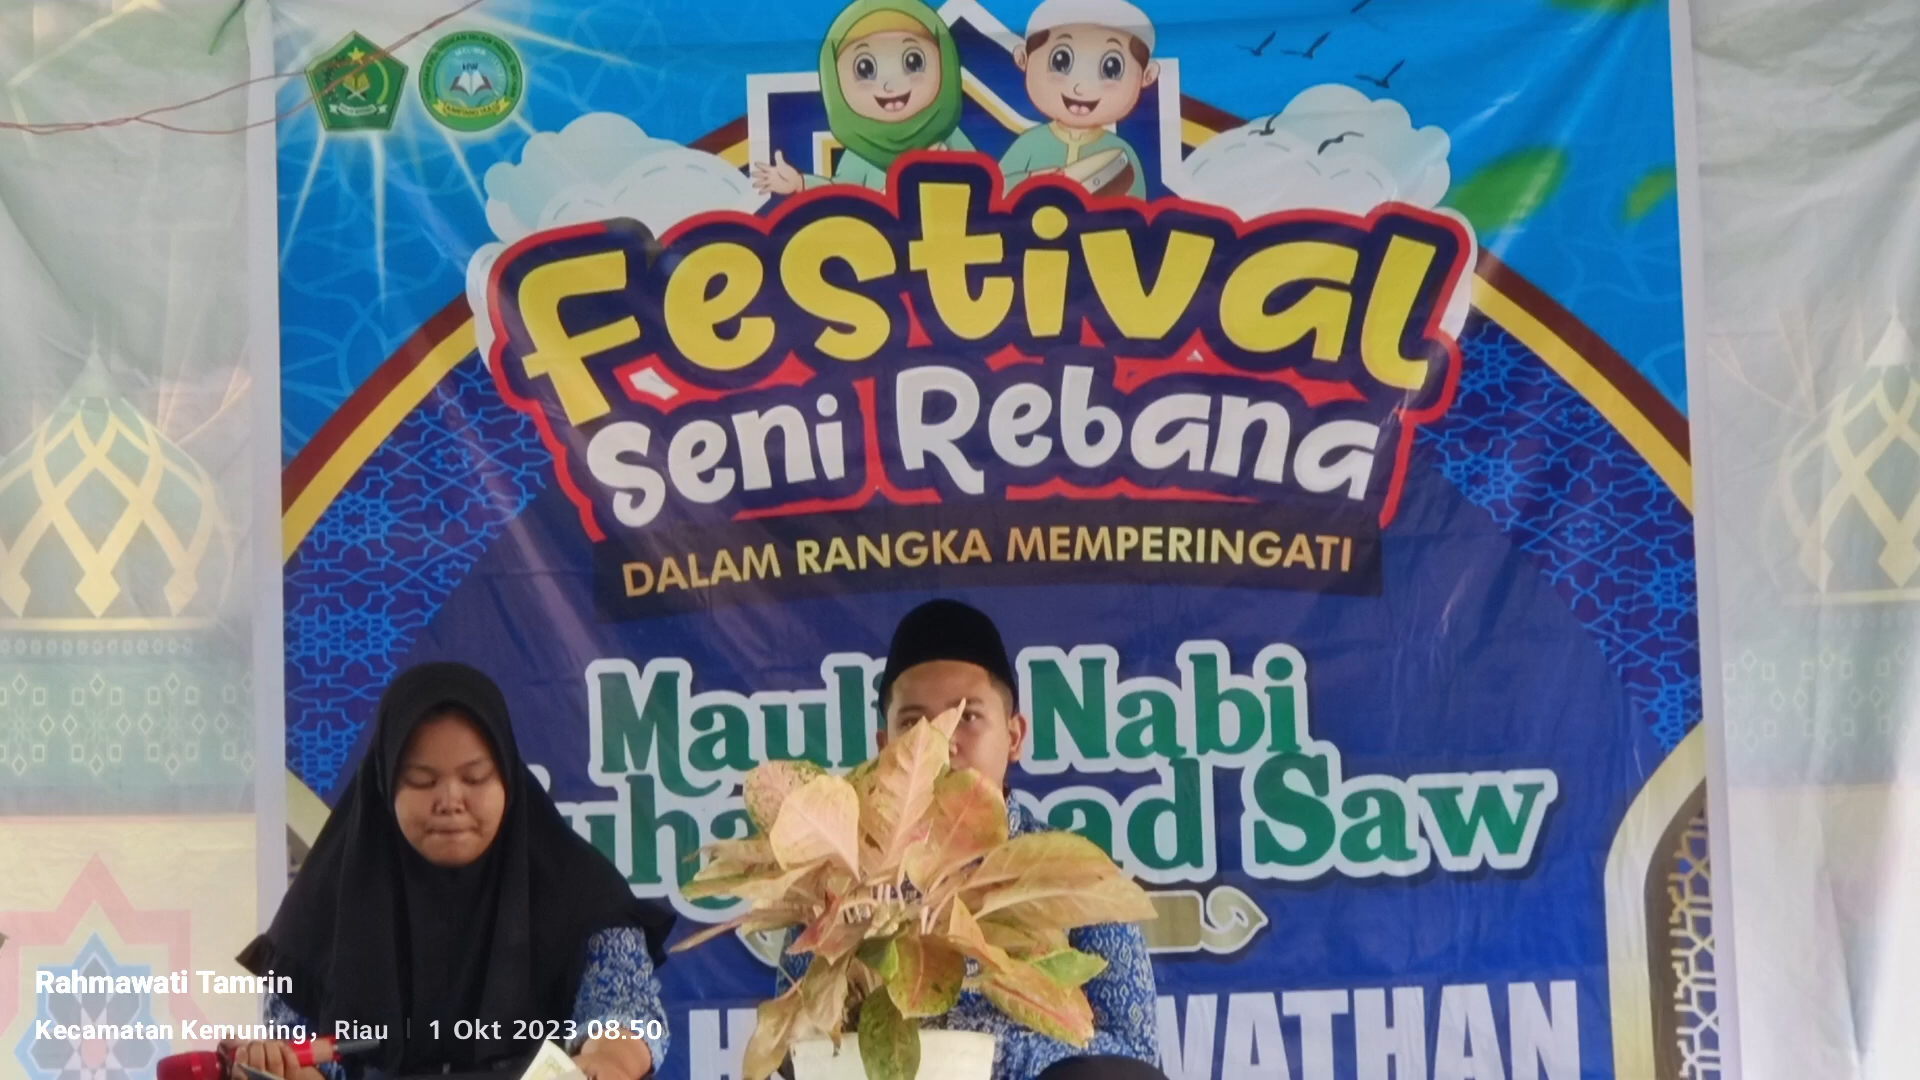 Festival
Seni Rebana
DALAM RANGKA MEMPERINGATI
Nabi
Saw
Rahmawati Tamrin
Kecamatan Kemuning, Riau | 1 Okt 2023 08.50